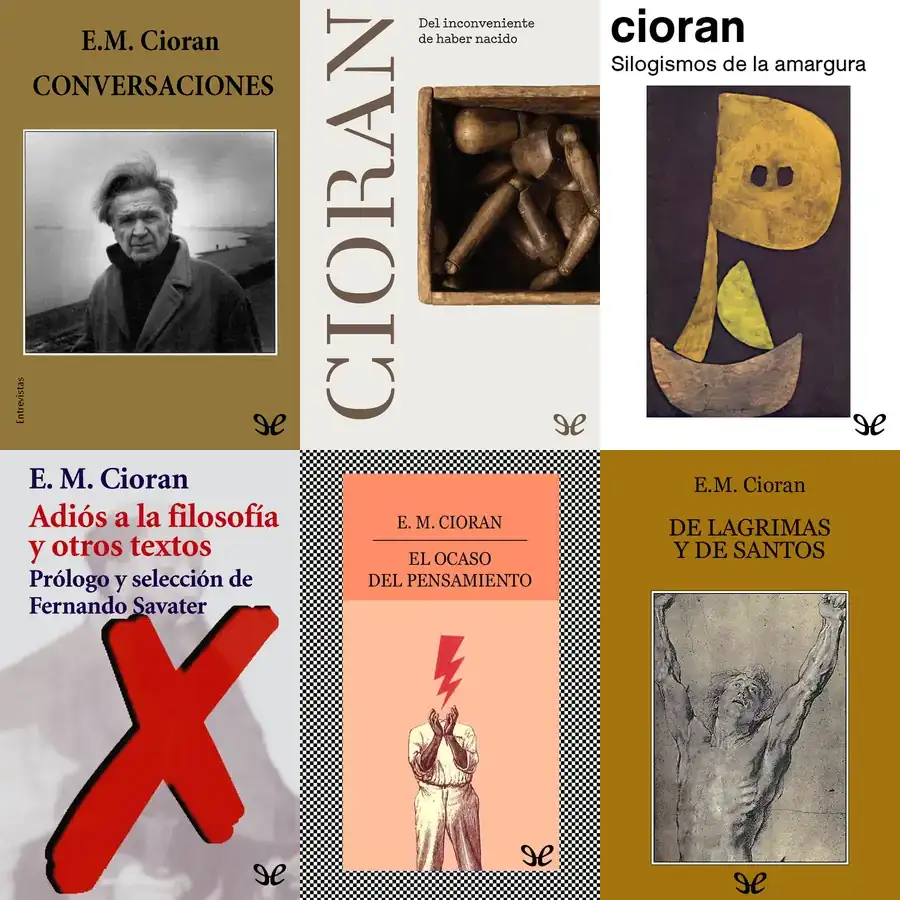 E.M. Cioran
CONVERSACIONES
Entrevistas
CIORAN
Del inconveniente
de haber nacido
cioran
Silogismos de la amargura
E. M. Cioran
Adiós a la filosofía
y otros textos
Prólogo y selección de
Fernando Savater
E. M. CIORAN
EL OCASO
DEL PENSAMIENTO
E.M. Cioran
DE LAGRIMAS
Y DE SANTOS